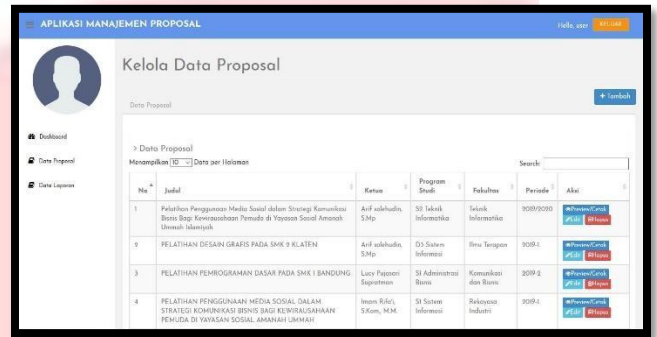 APLIKASI MANAJEMEN PROPOSAL
Hello, user KELUAR
Kelola Data Proposal
+ Tambah
Data Proposal
Dashboard
Data Proposal
Data Laporan
> Data Proposal
Menampilkan 10 Data per Halaman
Search:
No Judul Ketua Program Studi Fakultas Periode Aksi
1 Pelatihan Penggunaan Media Sosial dalam Strategi Komunikasi Arif salehudin, S2 Teknik Teknik 2019/2020 Preview/Cetak
Bisnis Bagi Kewirausahaan Pemuda di Yayasan Sosial Amanah S.Mp Informatika Informatika Edit Hapus
Ummah Islamiyah
2 PELATIHAN DESAIN GRAFIS PADA SMK 2 KLATEN Arif salehudin, D3 Sistem Ilmu Terapan 2019-1 Preview/Cetak
S.Mp Informasi Edit Hapus
3 PELATIHAN PEMROGRAMAN DASAR PADA SMK 1 BANDUNG Lucy Pujasari S1 Administrasi Komunikasi 2019-2 Preview/Cetak
Supratman Bisnis dan Bisnis Edit Hapus
4 PELATIHAN PENGGUNAAN MEDIA SOSIAL DALAM Imam Rifa'i, S1 Sistem Rekayasa 2019-1 Preview/Cetak
STRATEGI KOMUNIKASI BISNIS BAGI KEWIRAUSAHAAN S.Kom, M.M. Informasi Industri Edit Hapus
PEMUDA DI YAYASAN SOSIAL AMANAH UMMAH